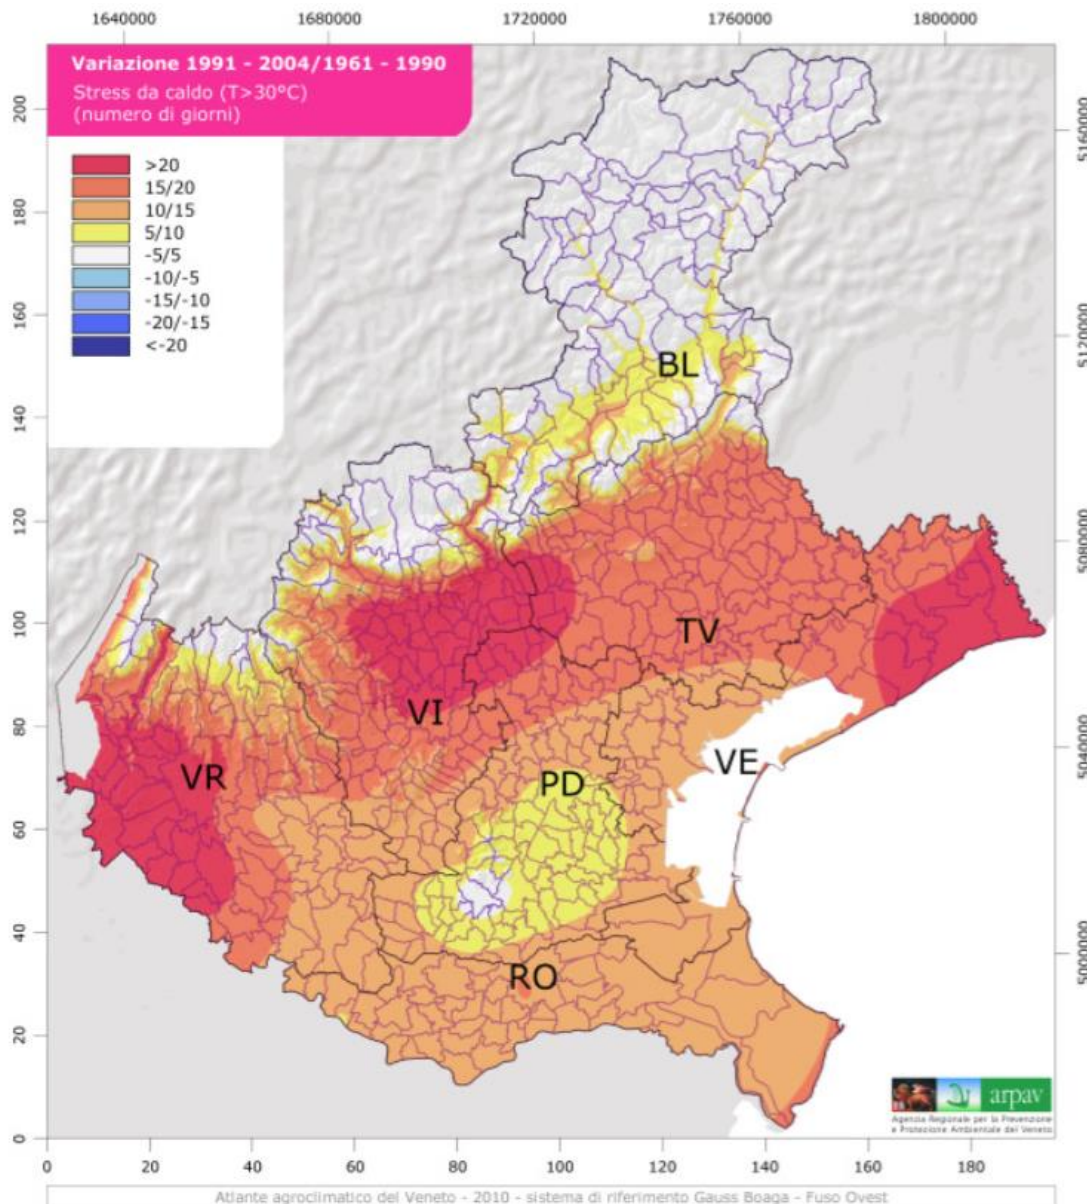 1640000 1680000 1720000 1760000 1800000
Variazione 1991 - 2004/1961 - 1990
Stress da caldo (T>30°C)
(numero di giorni)
>20
15/20
10/15
5/10
-5/5
-10/-5
-15/-10
-20/-15
<-20
200
180
160
140
120
100
80
60
40
20
0
5160000
5120000
5080000
5040000
5000000
BL
TV
VI
VR
VE
PD
RO
arpav
Agenzia Regionale per la Prevenzione
e Protezione Ambientale del Veneto
0 20 40 60 80 100 120 140 160 180
Atlante agroclimatico del Veneto - 2010 - sistema di riferimento Gauss Boaga - Fuso Ovest